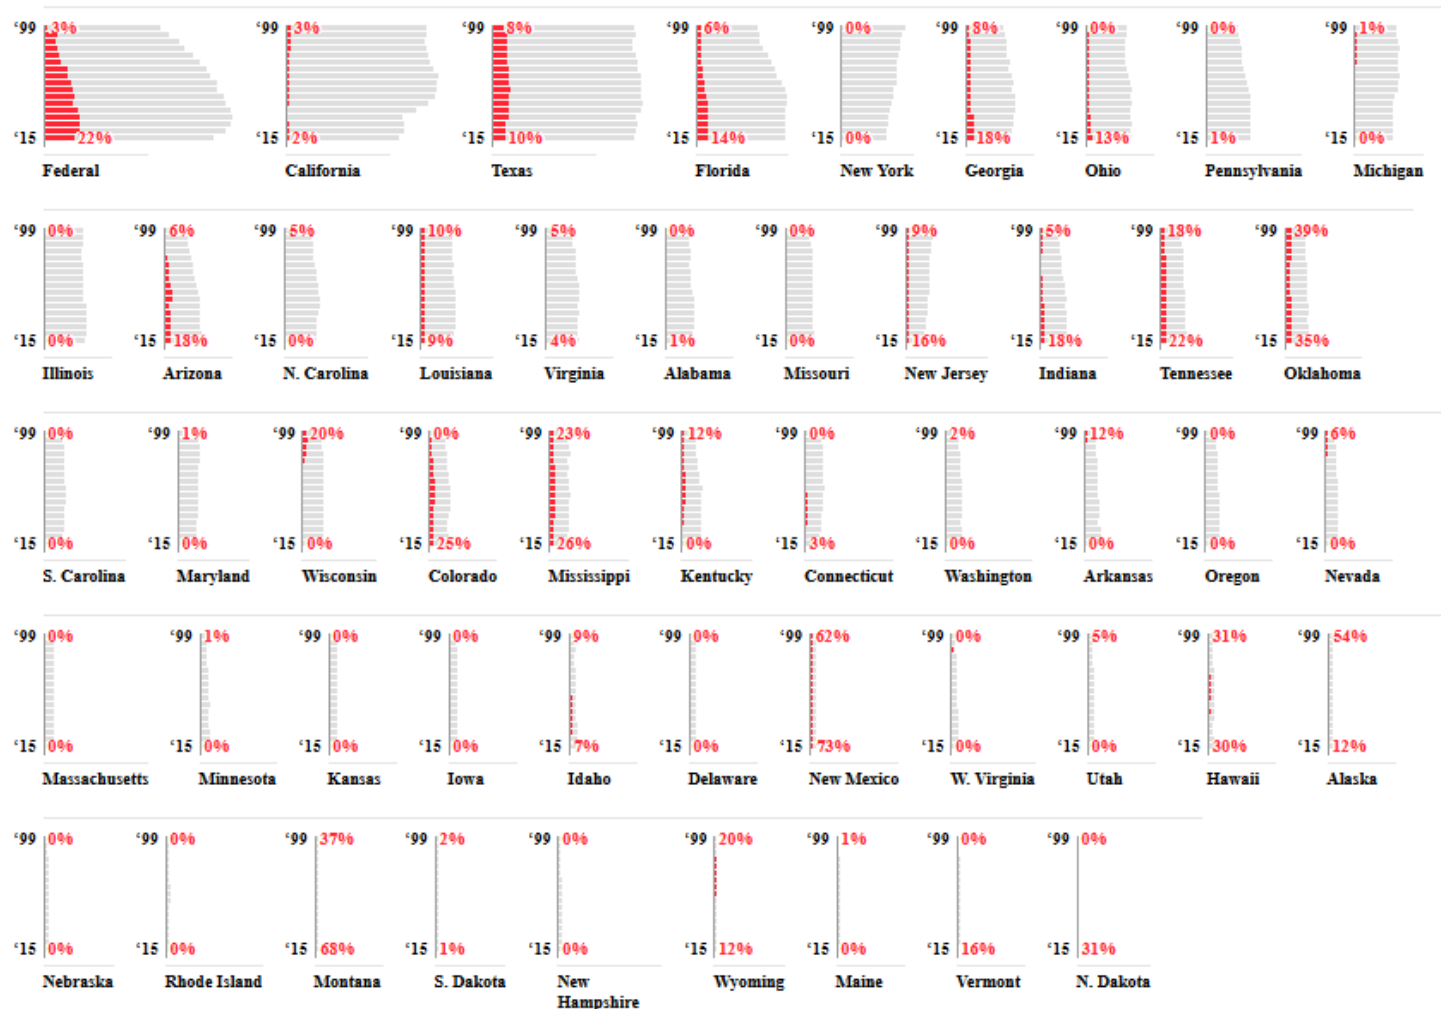 ‘99 3% ‘99 3% ‘99 8% ‘99 6% ‘99 0% ‘99 8% ‘99 0% ‘99 0% ‘99 1%
‘15 22% ‘15 2% ‘15 10% ‘15 14% ‘15 0% ‘15 18% ‘15 13% ‘15 1% ‘15 0%
Federal California Texas Florida New York Georgia Ohio Pennsylvania Michigan
‘99 0% ‘99 6% ‘99 5% ‘99 10% ‘99 5% ‘99 0% ‘99 0% ‘99 9% ‘99 5% ‘99 18% ‘99 39%
‘15 0% ‘15 18% ‘15 0% ‘15 9% ‘15 4% ‘15 1% ‘15 0% ‘15 16% ‘15 18% ‘15 22% ‘15 35%
Illinois Arizona N. Carolina Louisiana Virginia Alabama Missouri New Jersey Indiana Tennessee Oklahoma
‘99 0% ‘99 1% ‘99 20% ‘99 0% ‘99 23% ‘99 12% ‘99 0% ‘99 2% ‘99 12% ‘99 0% ‘99 6%
‘15 0% ‘15 0% ‘15 0% ‘15 25% ‘15 26% ‘15 0% ‘15 3% ‘15 0% ‘15 0% ‘15 0% ‘15 0%
S. Carolina Maryland Wisconsin Colorado Mississippi Kentucky Connecticut Washington Arkansas Oregon Nevada
‘99 0% ‘99 1% ‘99 0% ‘99 0% ‘99 9% ‘99 0% ‘99 62% ‘99 0% ‘99 5% ‘99 31% ‘99 54%
‘15 0% ‘15 0% ‘15 0% ‘15 0% ‘15 7% ‘15 0% ‘15 73% ‘15 0% ‘15 0% ‘15 30% ‘15 12%
Massachusetts Minnesota Kansas Iowa Idaho Delaware New Mexico W. Virginia Utah Hawaii Alaska
‘99 0% ‘99 0% ‘99 37% ‘99 2% ‘99 0% ‘99 20% ‘99 1% ‘99 0% ‘99 0%
‘15 0% ‘15 0% ‘15 68% ‘15 1% ‘15 0% ‘15 12% ‘15 0% ‘15 16% ‘15 31%
Nebraska Rhode Island Montana S. Dakota New Wyoming Maine Vermont N. Dakota
Hampshire